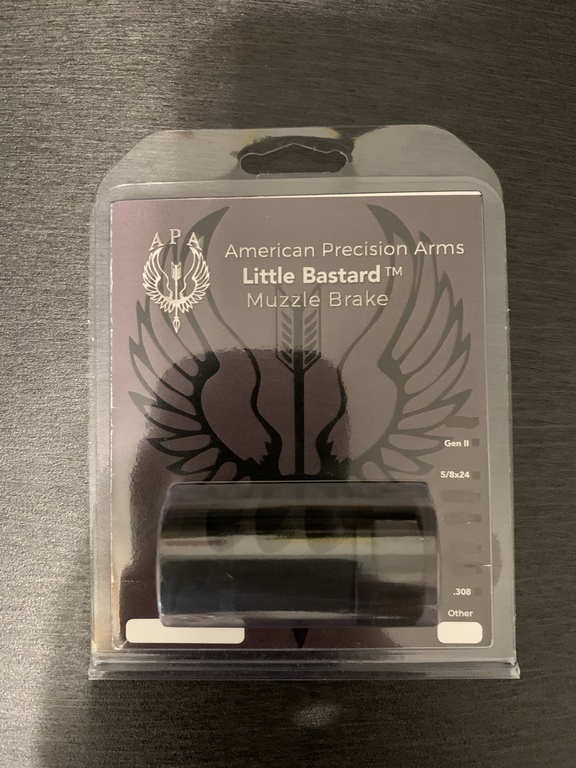 APA
American Precision Arms
Little Bastard™
Muzzle Brake
Gen II
5/8x24
.308
Other